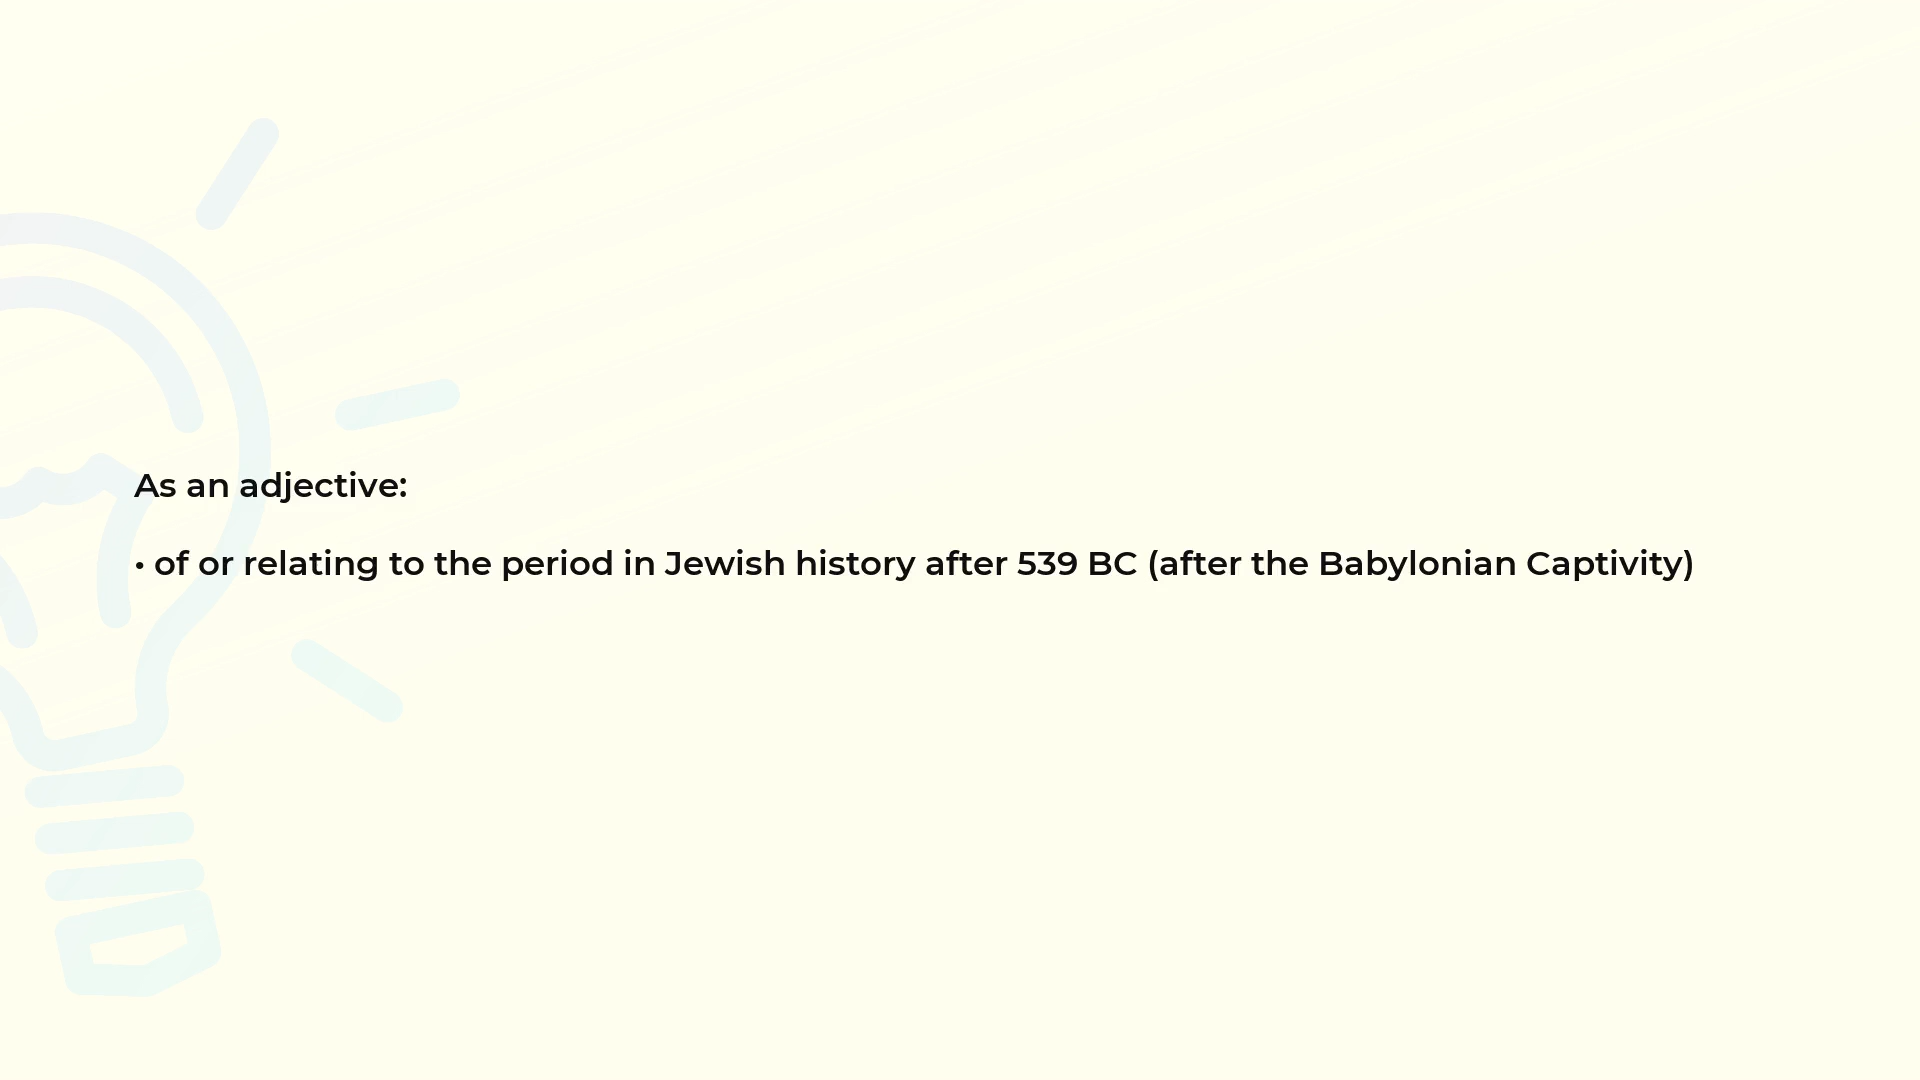 As an adjective:
• of or relating to the period in Jewish history after 539 BC (after the Babylonian Captivity)